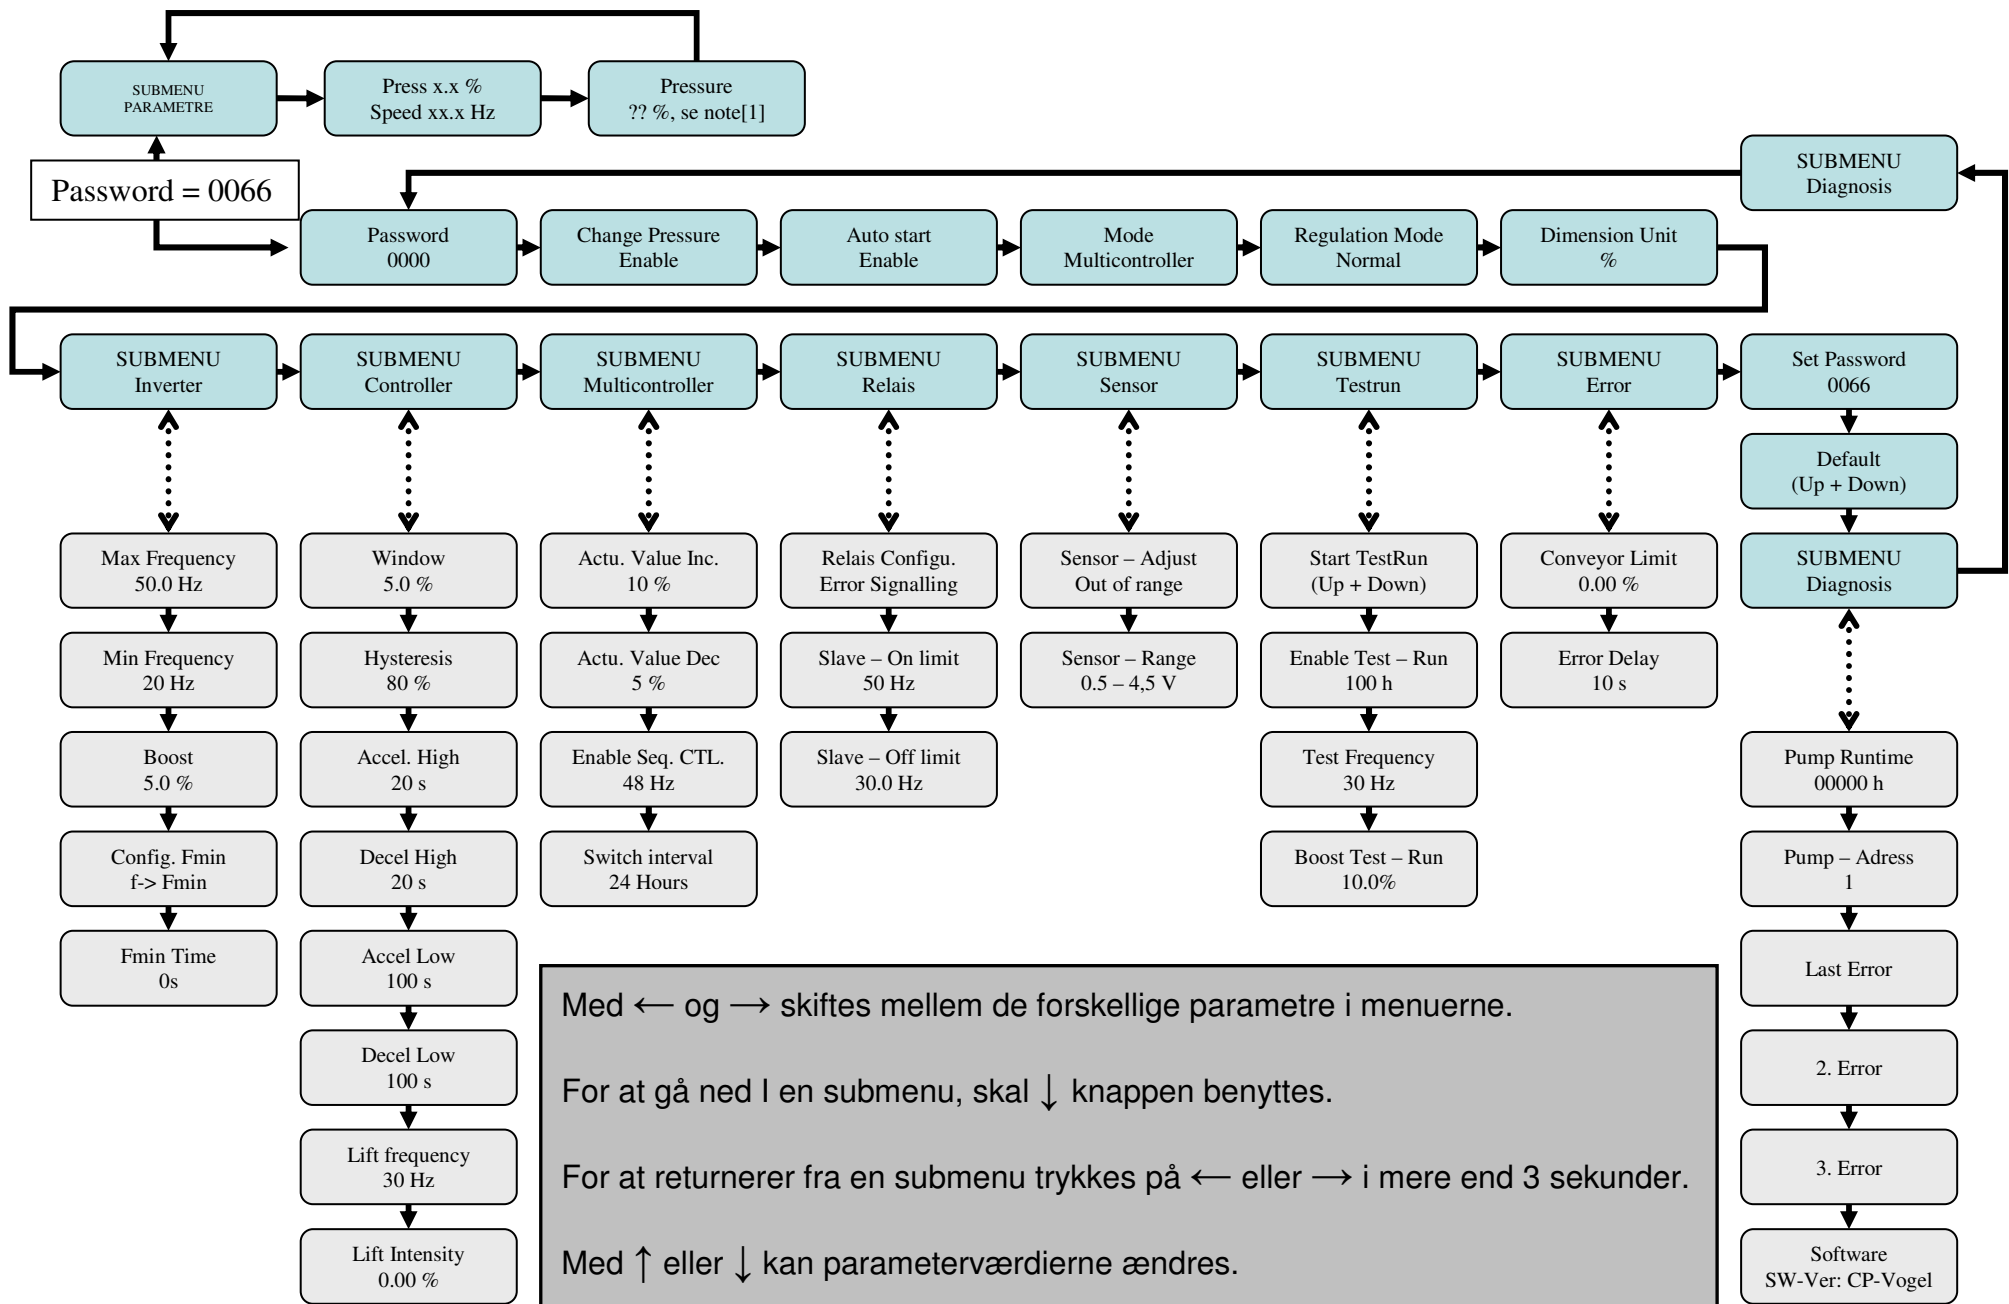 SUBMENU
PARAMETRE
Press x.x %
Speed xx.x Hz
Pressure
?? %, se note[1]
Password = 0066
SUBMENU
Diagnosis
Password
0000
Change Pressure
Enable
Auto start
Enable
Mode
Multicontroller
Regulation Mode
Normal
Dimension Unit
%
SUBMENU
Inverter
SUBMENU
Controller
SUBMENU
Multicontroller
SUBMENU
Relais
SUBMENU
Sensor
SUBMENU
Testrun
SUBMENU
Error
Set Password
0066
Default
(Up + Down)
SUBMENU
Diagnosis
Max Frequency
50.0 Hz
Min Frequency
20 Hz
Boost
5.0 %
Config. Fmin
f-> Fmin
Fmin Time
0s
Window
5.0 %
Hysteresis
80 %
Accel. High
20 s
Decel High
20 s
Accel Low
100 s
Decel Low
100 s
Lift frequency
30 Hz
Lift Intensity
0.00 %
Actu. Value Inc.
10 %
Actu. Value Dec
5 %
Enable Seq. CTL.
48 Hz
Switch interval
24 Hours
Relais Configu.
Error Signalling
Slave – On limit
50 Hz
Slave – Off limit
30.0 Hz
Sensor – Adjust
Out of range
Sensor – Range
0.5 – 4,5 V
Start TestRun
(Up + Down)
Enable Test – Run
100 h
Test Frequency
30 Hz
Boost Test – Run
10.0%
Conveyor Limit
0.00 %
Error Delay
10 s
Pump Runtime
00000 h
Pump – Adress
1
Last Error
2. Error
3. Error
Software
SW-Ver: CP-Vogel
Med ← og → skiftes mellem de forskellige parametre i menuerne.
For at gå ned I en submenu, skal ↓ knappen benyttes.
For at returnerer fra en submenu trykkes på ← eller → i mere end 3 sekunder.
Med ↑ eller ↓ kan parameterværdierne ændres.